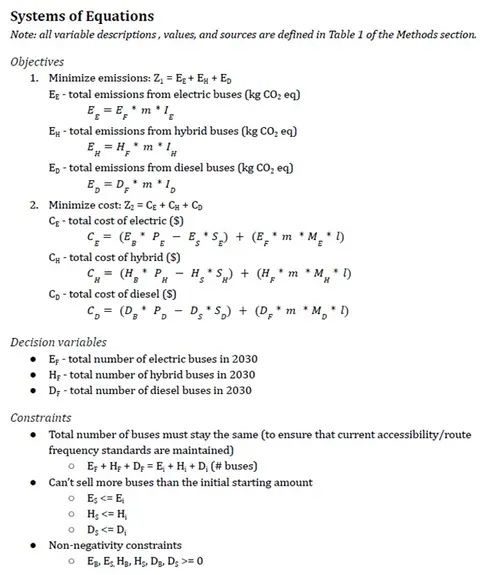 Systems of Equations
Note: all variable descriptions , values, and sources are defined in Table 1 of the Methods section.
Objectives
1. Minimize emissions: Z₁ = E_E + E_H + E_D
E_E - total emissions from electric buses (kg CO₂ eq)
E_E = E_F * m * I_E
E_H - total emissions from hybrid buses (kg CO₂ eq)
E_H = H_F * m * I_H
E_D - total emissions from diesel buses (kg CO₂ eq)
E_D = D_F * m * I_D
2. Minimize cost: Z₂ = C_E + C_H + C_D
C_E - total cost of electric ($)
C_E = (E_B * P_E − E_S * S_E) + (E_F * m * M_E * l)
C_H - total cost of hybrid ($)
C_H = (H_B * P_H − H_S * S_H) + (H_F * m * M_H * l)
C_D - total cost of diesel ($)
C_D = (D_B * P_D − D_S * S_D) + (D_F * m * M_D * l)
Decision variables
● E_F - total number of electric buses in 2030
● H_F - total number of hybrid buses in 2030
● D_F - total number of diesel buses in 2030
Constraints
● Total number of buses must stay the same (to ensure that current accessibility/route
frequency standards are maintained)
○ E_F + H_F + D_F = E_i + H_i + D_i (# buses)
● Can't sell more buses than the initial starting amount
○ E_S <= E_i
○ H_S <= H_i
○ D_S <= D_i
● Non-negativity constraints
○ E_B, E_S, H_B, H_S, D_B, D_S >= 0